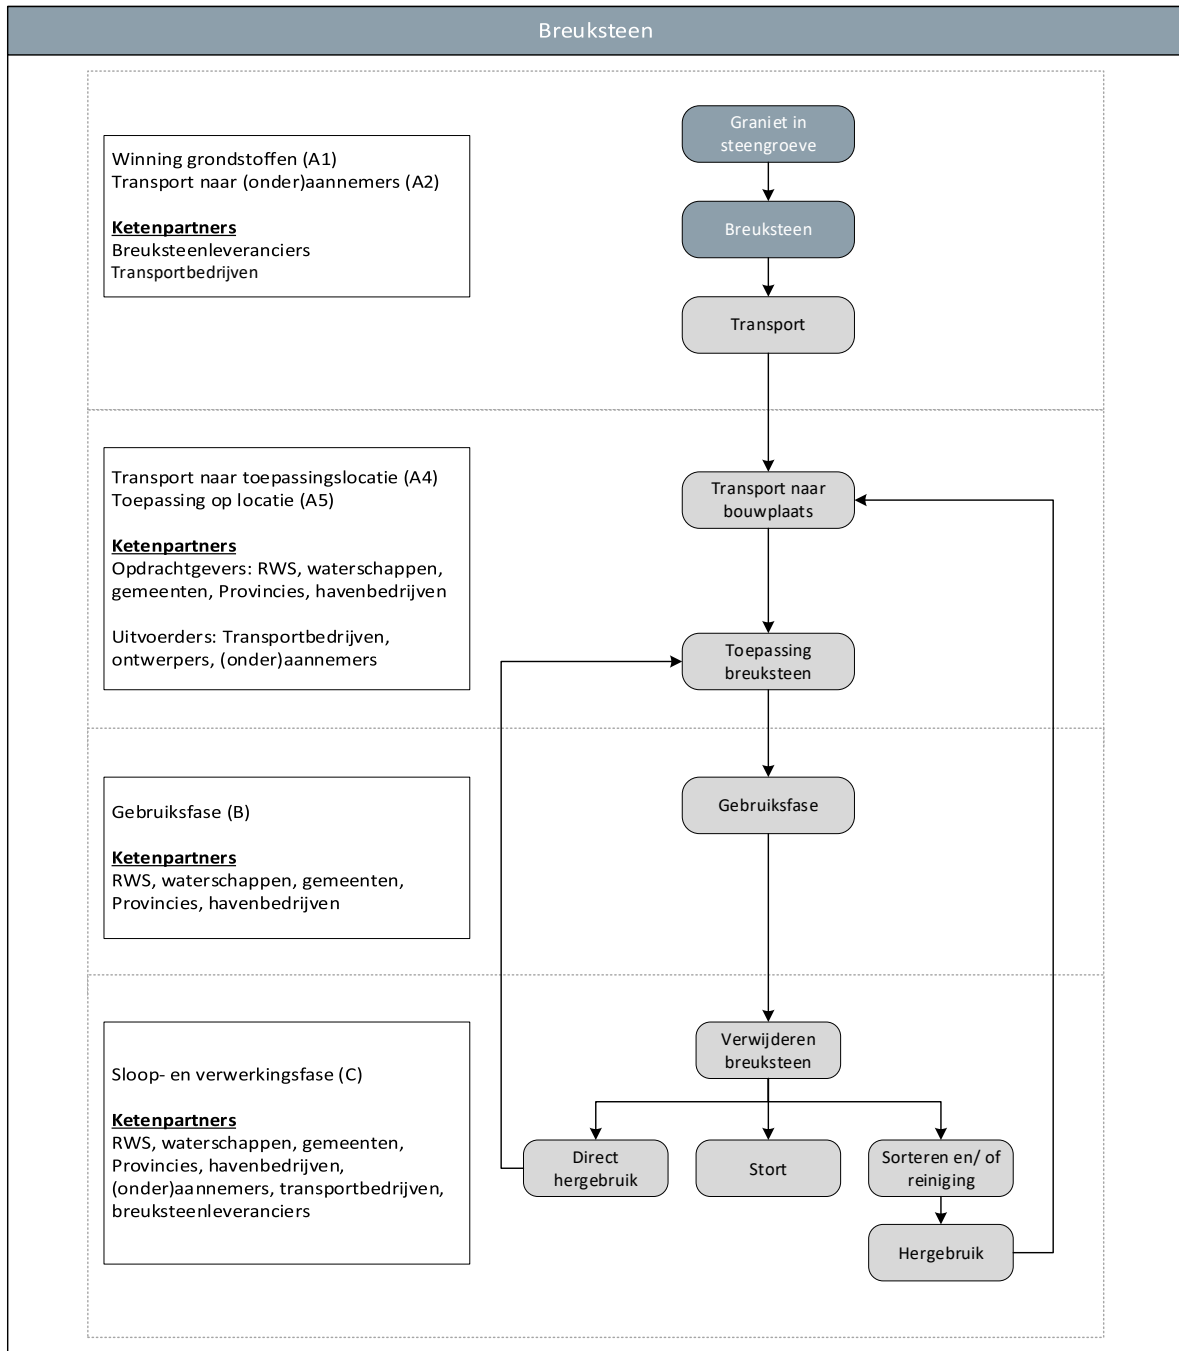 Breuksteen
Graniet in
steengroeve
Winning grondstoffen (A1)
Transport naar (onder)aannemers (A2)
Ketenpartners
Breuksteenleveranciers
Transportbedrijven
Breuksteen
Transport
Transport naar toepassingslocatie (A4)
Toepassing op locatie (A5)
Ketenpartners
Opdrachtgevers: RWS, waterschappen,
gemeenten, Provincies, havenbedrijven
Uitvoerders: Transportbedrijven,
ontwerpers, (onder)aannemers
Transport naar
bouwplaats
Toepassing
breuksteen
Gebruiksfase (B)
Ketenpartners
RWS, waterschappen, gemeenten,
Provincies, havenbedrijven
Gebruiksfase
Sloop- en verwerkingsfase (C)
Ketenpartners
RWS, waterschappen, gemeenten,
Provincies, havenbedrijven,
(onder)aannemers, transportbedrijven,
breuksteenleveranciers
Verwijderen
breuksteen
Direct
hergebruik
Stort
Sorteren en/ of
reiniging
Hergebruik